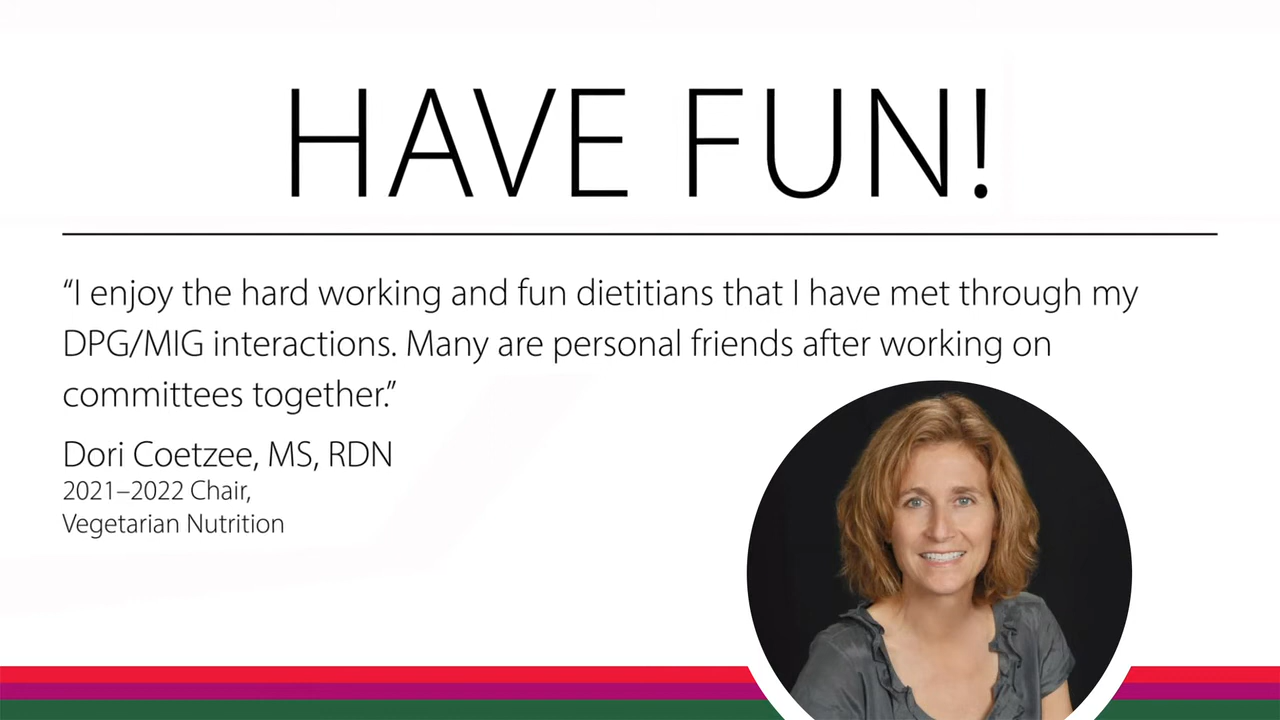 HAVE FUN!
“I enjoy the hard working and fun dietitians that I have met through my
DPG/MIG interactions. Many are personal friends after working on
committees together.”
Dori Coetzee, MS, RDN
2021–2022 Chair,
Vegetarian Nutrition